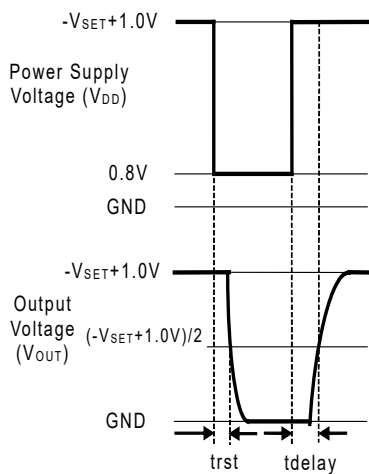 -VSET+1.0V
Power Supply
Voltage (VDD)
0.8V
GND
-VSET+1.0V
Output
Voltage
(VOUT)
(-VSET+1.0V)/2
GND
trst
tdelay